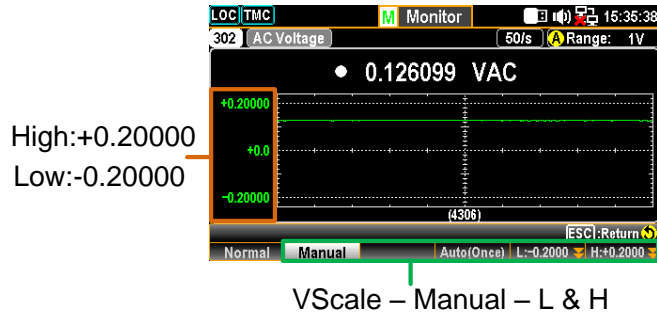 LOC TMC M Monitor 15:35:38
302 AC Voltage 50/s A Range: 1V
0.126099 VAC
+0.20000
High:+0.20000
+0.0
Low:-0.20000
-0.20000
(4306)
ESC :Return
Normal Manual Auto(Once) L:-0.2000 H:+0.2000
VScale – Manual – L & H